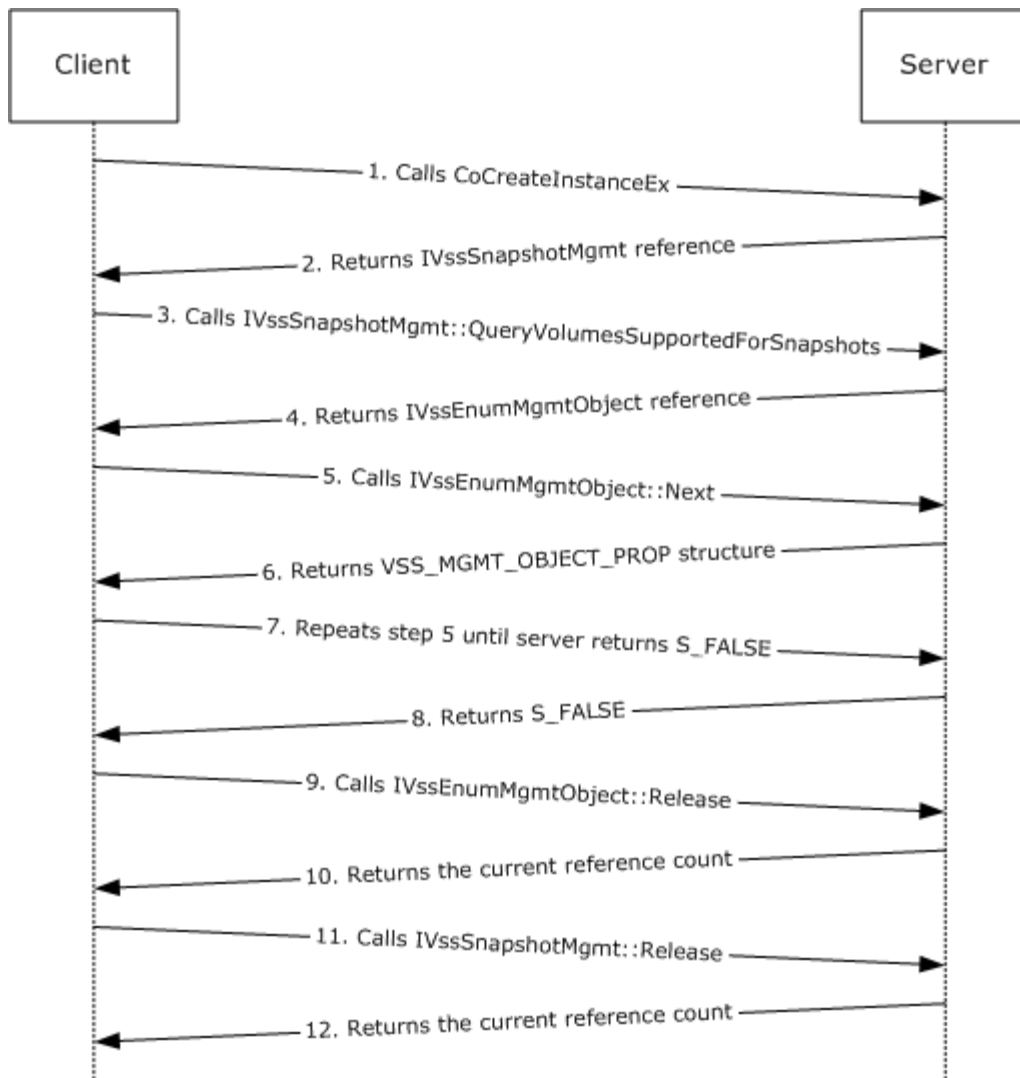 Client
Server
1. Calls CoCreateInstanceEx
2. Returns IVssSnapshotMgmt reference
3. Calls IVssSnapshotMgmt::QueryVolumesSupportedForSnapshots
4. Returns IVssEnumMgmtObject reference
5. Calls IVssEnumMgmtObject::Next
6. Returns VSS_MGMT_OBJECT_PROP structure
7. Repeats step 5 until server returns S_FALSE
8. Returns S_FALSE
9. Calls IVssEnumMgmtObject::Release
10. Returns the current reference count
11. Calls IVssSnapshotMgmt::Release
12. Returns the current reference count